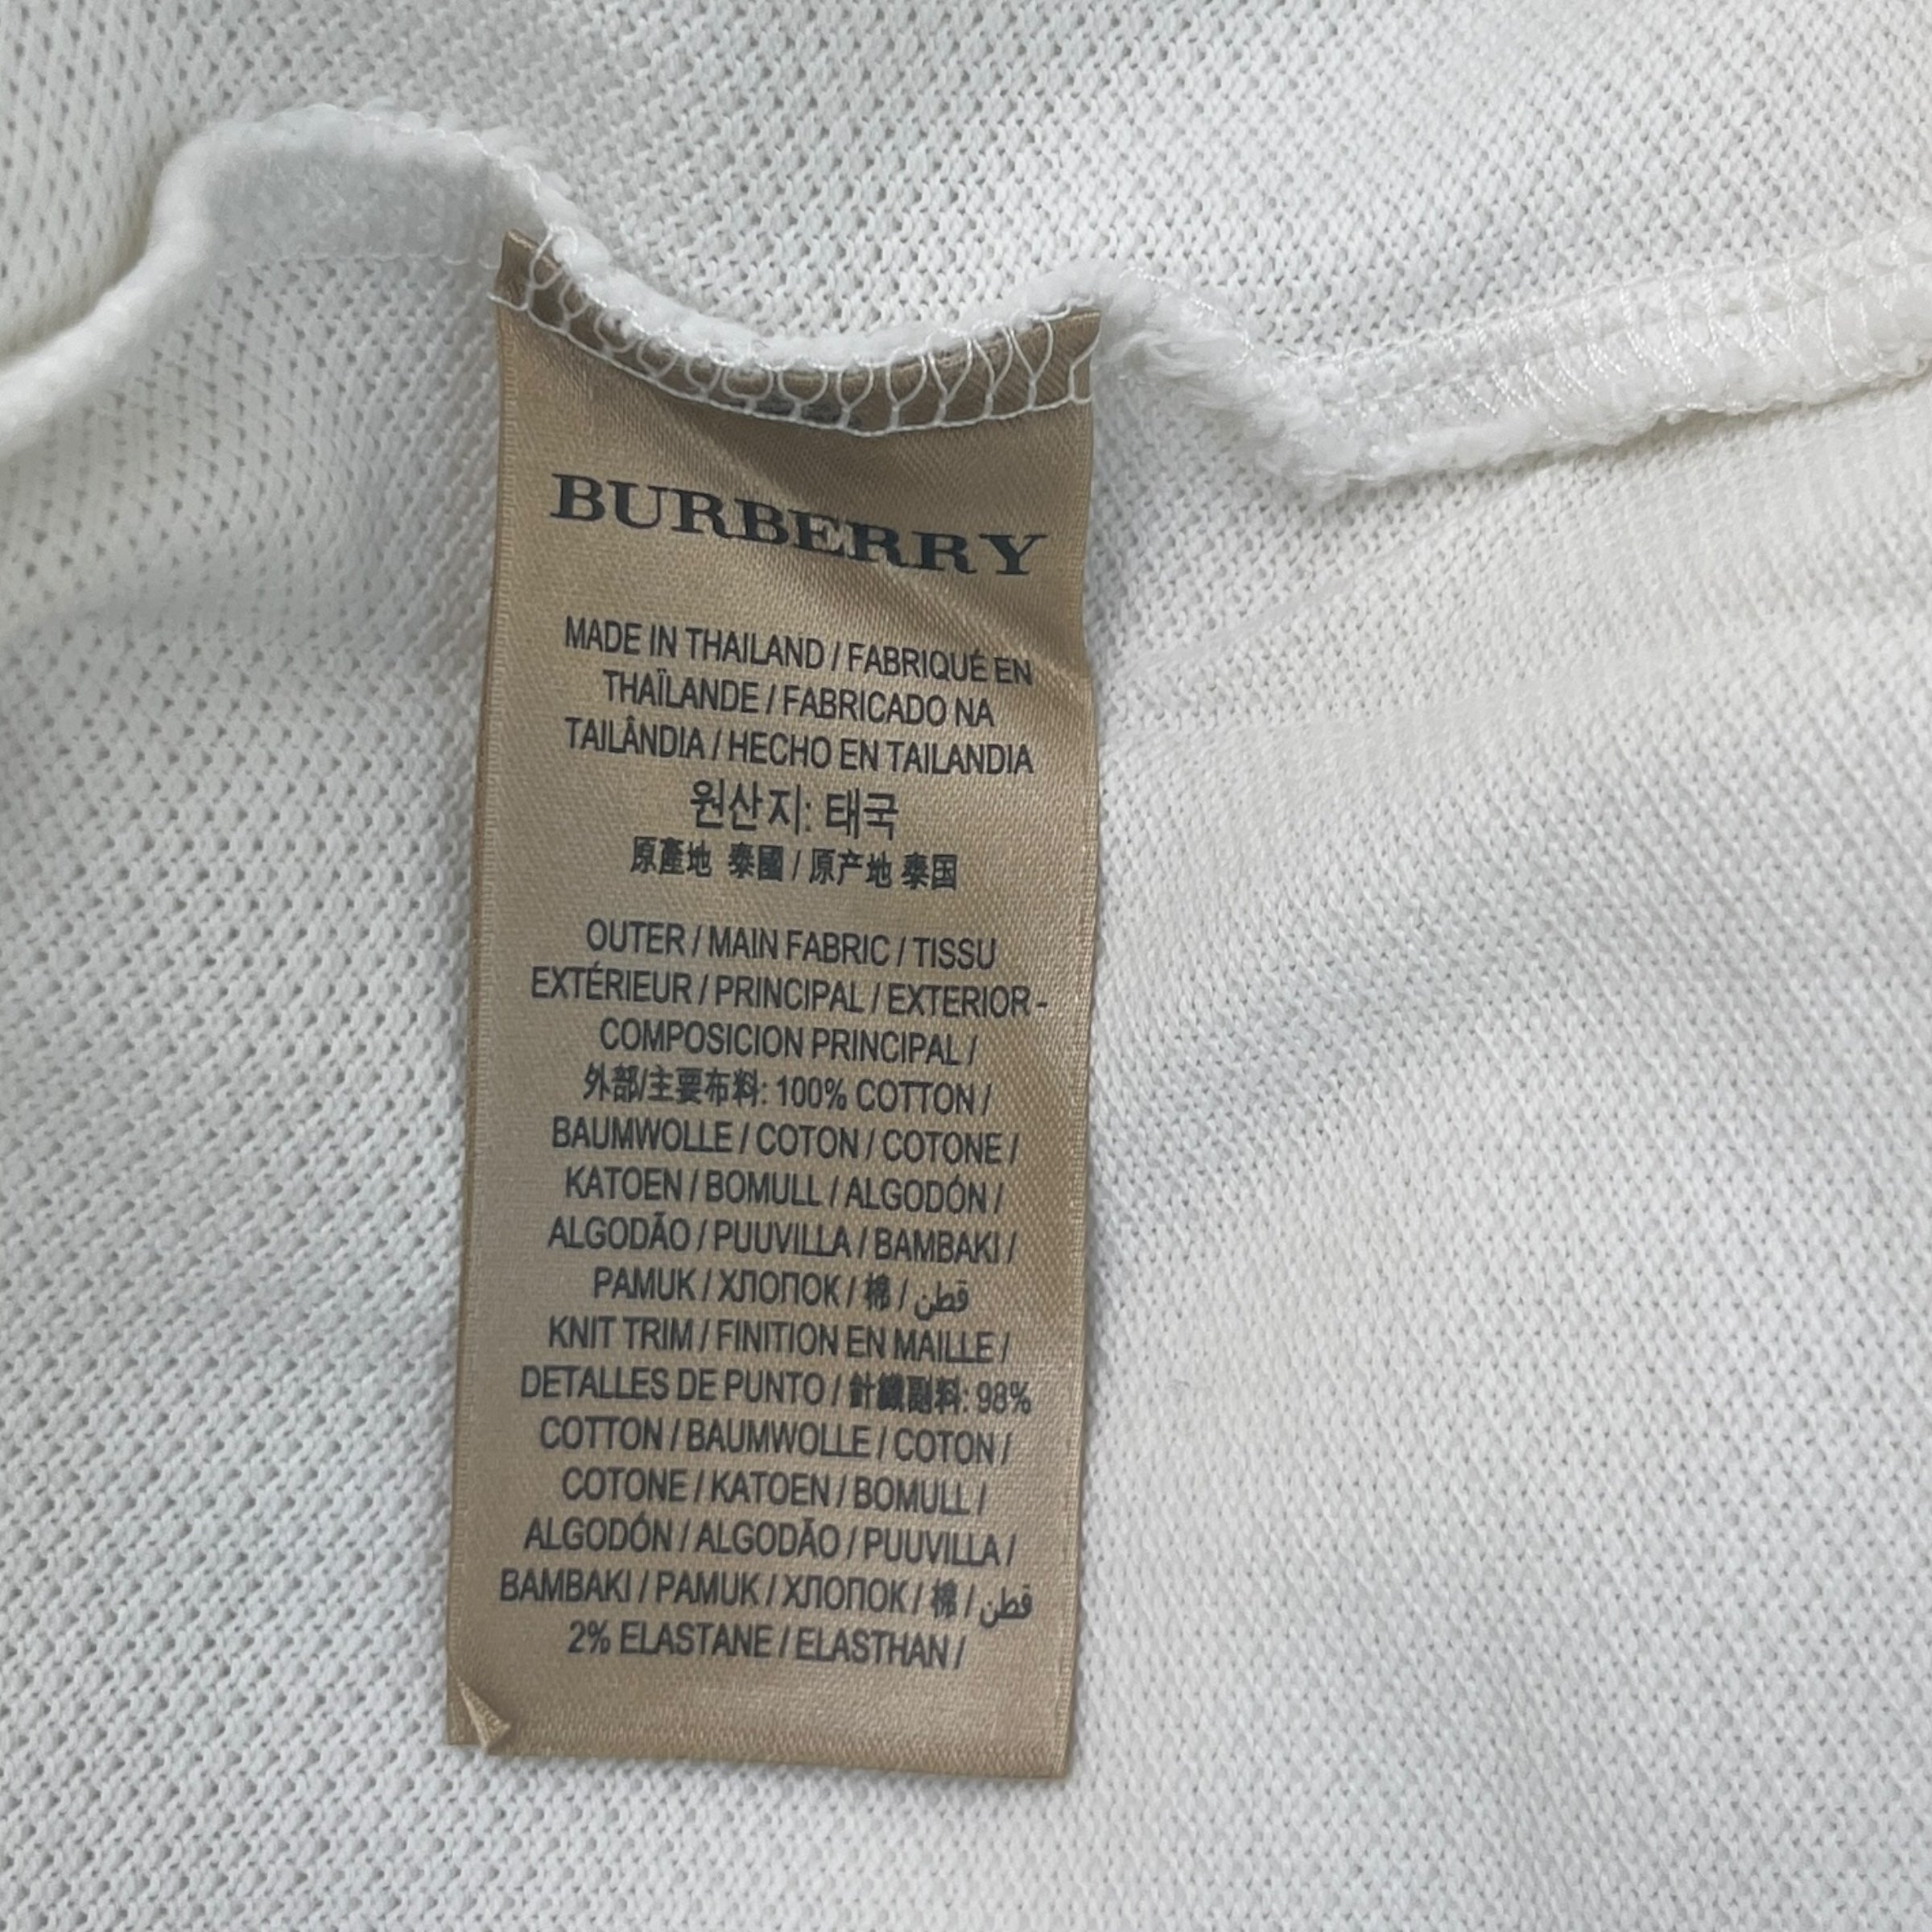 BURBERRY
MADE IN THAILAND / FABRIQUÉ EN
THAÏLANDE / FABRICADO NA
TAILÂNDIA / HECHO EN TAILANDIA
원산지: 태국
原產地 泰國 / 原产地 泰国
OUTER / MAIN FABRIC / TISSU
EXTÉRIEUR / PRINCIPAL / EXTERIOR -
COMPOSICION PRINCIPAL /
外部/主要布料: 100% COTTON /
BAUMWOLLE / COTON / COTONE /
KATOEN / BOMULL / ALGODÓN /
ALGODÃO / PUUVILLA / BAMBAKI /
PAMUK / ХЛОПОК / 棉 / قطن
KNIT TRIM / FINITION EN MAILLE /
DETALLES DE PUNTO / 針織副料: 98%
COTTON / BAUMWOLLE / COTON /
COTONE / KATOEN / BOMULL /
ALGODÓN / ALGODÃO / PUUVILLA /
BAMBAKI / PAMUK / ХЛОПОК / 棉 / قطن
2% ELASTANE / ELASTHAN /